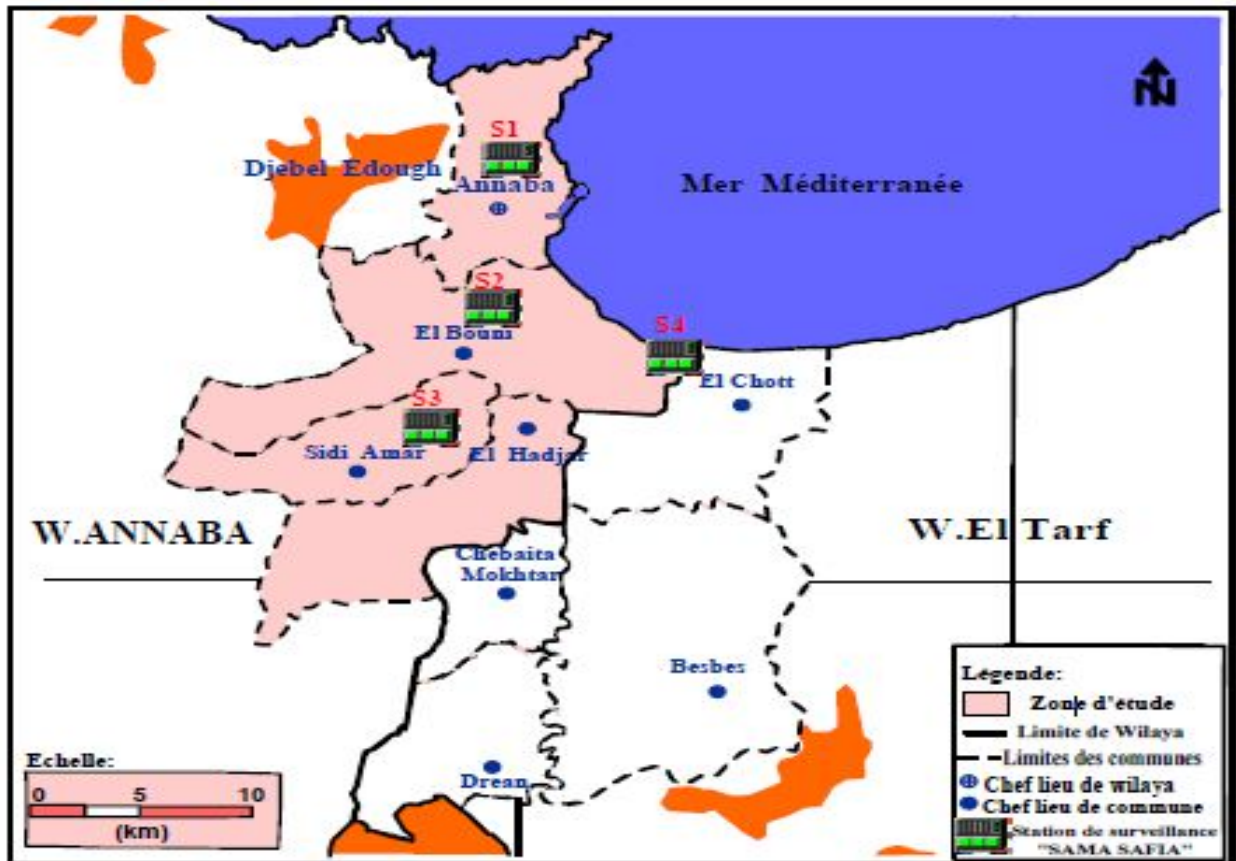 N
S1
Djebel Edough
Annaba
Mer Méditerranée
S2
El Bouni
S4
El Chott
S3
Sidi Amar
El Hadjar
W.ANNABA
W.El Tarf
Chebaita
Mokhtar
Besbes
Drean
Echelle:
0 5 10
(km)
Légende:
Zone d'étude
Limite de Wilaya
Limites des communes
Chef lieu de wilaya
Chef lieu de commune
Station de surveillance
"SAMA SAFIA"